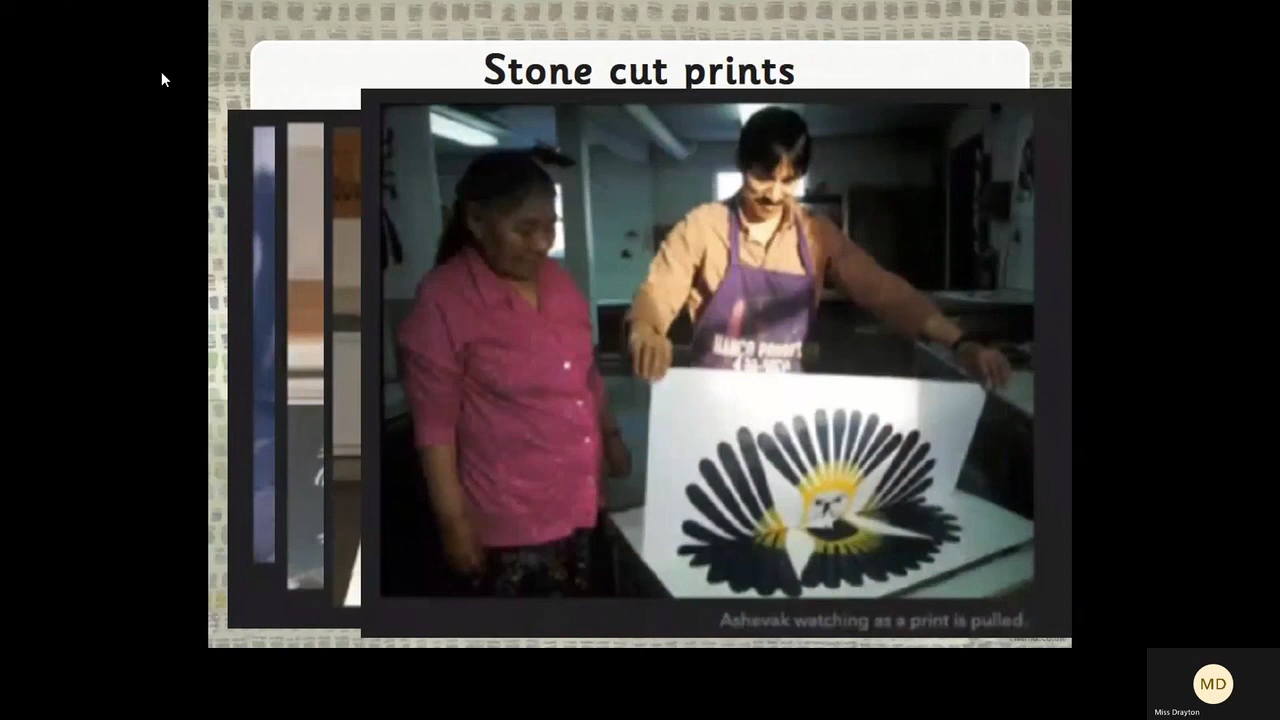 Stone cut prints
Ashevak watching as a print is pulled.
MD
Miss Drayton